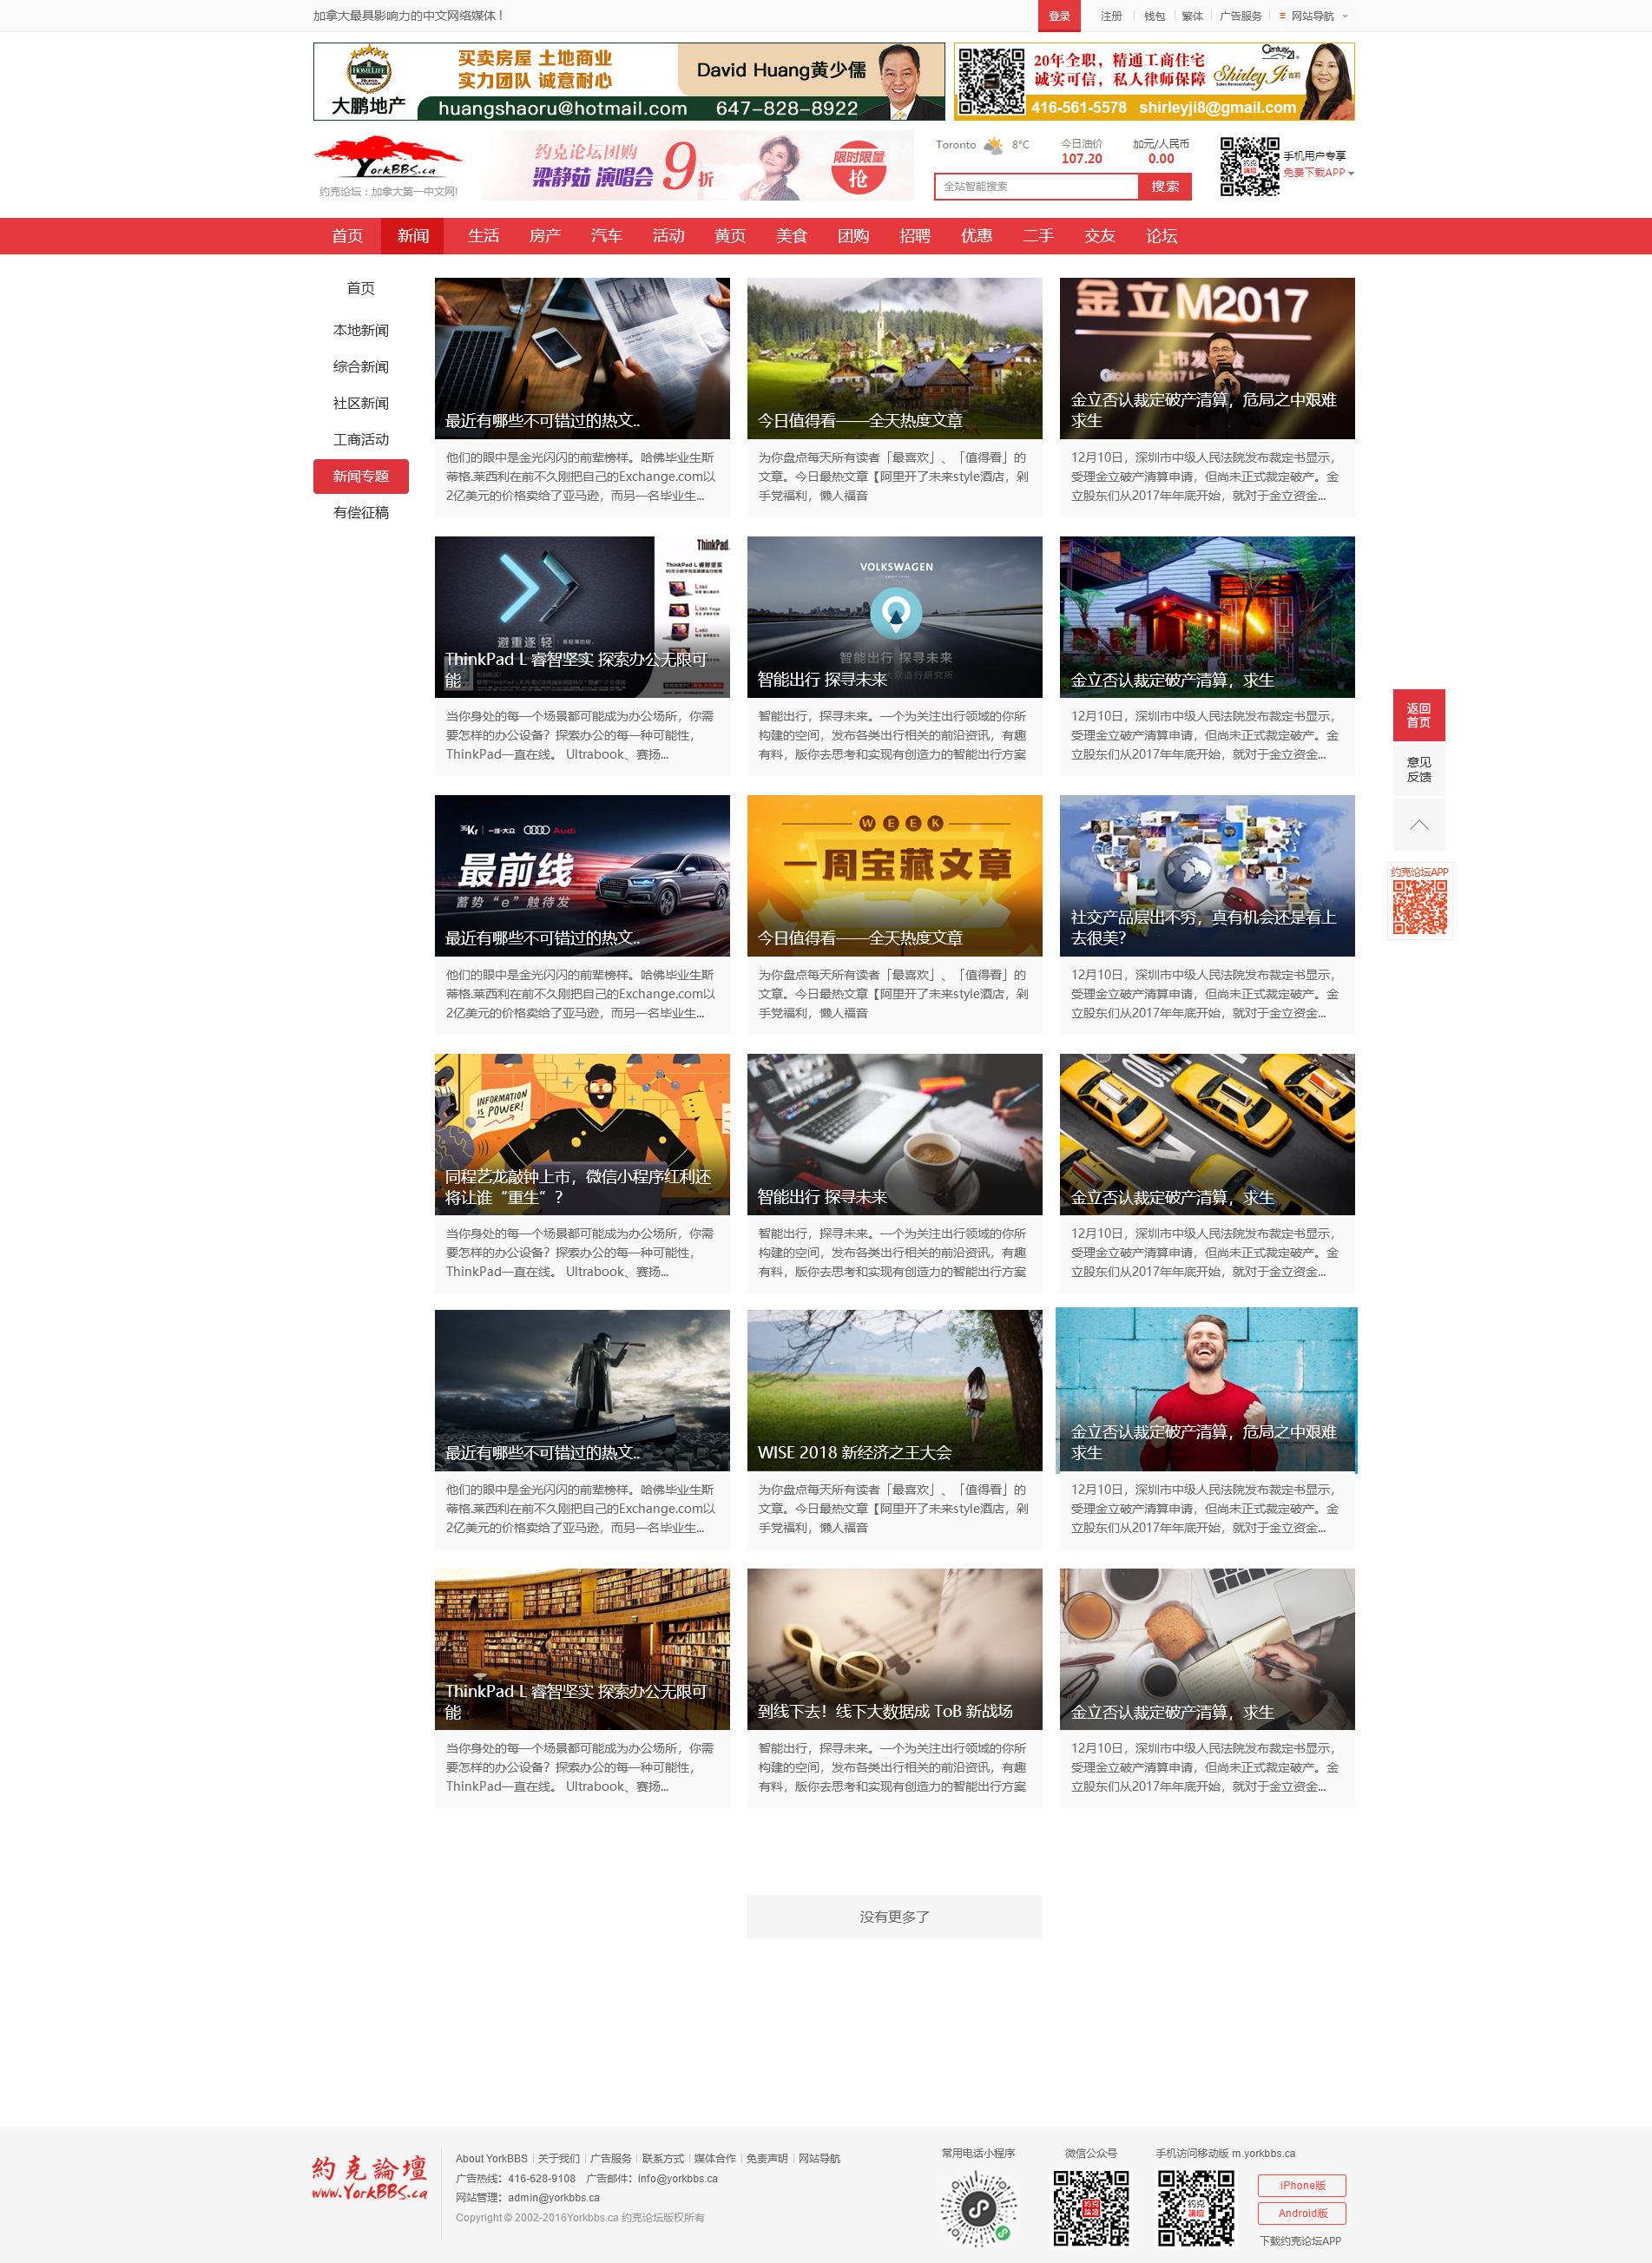 加拿大最具影响力的中文网络媒体！
登录 注册 钱包 繁体 广告服务 网站导航
HOMELIFE
大鹏地产
买卖房屋 土地商业
实力团队 诚意耐心
David Huang黄少儒
huangshaoru@hotmail.com 647-828-8922
20年全职，精通工商住宅
诚实可信，私人律师保障
Century 21
Shirley Ji 吉莉
Sales Representative
416-561-5578 shirleyji8@gmail.com
YorkBBS.ca
约克论坛：加拿大第一中文网!
约克论坛团购
梁静茹 演唱会 9折
限时限量
抢
Toronto 8°C
今日油价
107.20
加元/人民币
0.00
全站智能搜索 搜索
手机用户专享
免费下载APP
首页 新闻 生活 房产 汽车 活动 黄页 美食 团购 招聘 优惠 二手 交友 论坛
首页
本地新闻
综合新闻
社区新闻
工商活动
新闻专题
有偿征稿
最近有哪些不可错过的热文..
他们的眼中是金光闪闪的前辈榜样。哈佛毕业生斯
蒂格.莱西利在前不久刚把自己的Exchange.com以
2亿美元的价格卖给了亚马逊，而另一名毕业生...
今日值得看——全天热度文章
为你盘点每天所有读者「最喜欢」、「值得看」的
文章。今日最热文章【阿里开了未来style酒店，剁
手党福利，懒人福音
金立M2017
金立否认裁定破产清算，危局之中艰难
求生
12月10日，深圳市中级人民法院发布裁定书显示，
受理金立破产清算申请，但尚未正式裁定破产。金
立股东们从2017年年底开始，就对于金立资金...
ThinkPad
ThinkPad L 睿智坚实
L380
L380 Yoga
L480
避重逐轻
ThinkPad L 睿智坚实 探索办公无限可
能
当你身处的每一个场景都可能成为办公场所，你需
要怎样的办公设备？探索办公的每一种可能性，
ThinkPad一直在线。 Ultrabook、赛扬...
VOLKSWAGEN
智能出行 探寻未来
智能出行 探寻未来
智能出行，探寻未来。一个为关注出行领域的你所
构建的空间，发布各类出行相关的前沿资讯，有趣
有料，版你去思考和实现有创造力的智能出行方案
金立否认裁定破产清算，求生
12月10日，深圳市中级人民法院发布裁定书显示，
受理金立破产清算申请，但尚未正式裁定破产。金
立股东们从2017年年底开始，就对于金立资金...
返回
首页
意见
反馈
约克论坛APP
36Kr 一汽-大众 Audi
最前线
蓄势“e”触待发
最近有哪些不可错过的热文..
他们的眼中是金光闪闪的前辈榜样。哈佛毕业生斯
蒂格.莱西利在前不久刚把自己的Exchange.com以
2亿美元的价格卖给了亚马逊，而另一名毕业生...
WEEK
一周宝藏文章
今日值得看——全天热度文章
为你盘点每天所有读者「最喜欢」、「值得看」的
文章。今日最热文章【阿里开了未来style酒店，剁
手党福利，懒人福音
社交产品层出不穷，真有机会还是看上
去很美?
12月10日，深圳市中级人民法院发布裁定书显示，
受理金立破产清算申请，但尚未正式裁定破产。金
立股东们从2017年年底开始，就对于金立资金...
INFORMATION
IS POWER!
同程艺龙敲钟上市，微信小程序红利还
将让谁“重生”?
当你身处的每一个场景都可能成为办公场所，你需
要怎样的办公设备？探索办公的每一种可能性，
ThinkPad一直在线。 Ultrabook、赛扬...
智能出行 探寻未来
智能出行，探寻未来。一个为关注出行领域的你所
构建的空间，发布各类出行相关的前沿资讯，有趣
有料，版你去思考和实现有创造力的智能出行方案
金立否认裁定破产清算，求生
12月10日，深圳市中级人民法院发布裁定书显示，
受理金立破产清算申请，但尚未正式裁定破产。金
立股东们从2017年年底开始，就对于金立资金...
最近有哪些不可错过的热文..
他们的眼中是金光闪闪的前辈榜样。哈佛毕业生斯
蒂格.莱西利在前不久刚把自己的Exchange.com以
2亿美元的价格卖给了亚马逊，而另一名毕业生...
WISE 2018 新经济之王大会
为你盘点每天所有读者「最喜欢」、「值得看」的
文章。今日最热文章【阿里开了未来style酒店，剁
手党福利，懒人福音
金立否认裁定破产清算，危局之中艰难
求生
12月10日，深圳市中级人民法院发布裁定书显示，
受理金立破产清算申请，但尚未正式裁定破产。金
立股东们从2017年年底开始，就对于金立资金...
ThinkPad L 睿智坚实 探索办公无限可
能
当你身处的每一个场景都可能成为办公场所，你需
要怎样的办公设备？探索办公的每一种可能性，
ThinkPad一直在线。 Ultrabook、赛扬...
到线下去！线下大数据成 ToB 新战场
智能出行，探寻未来。一个为关注出行领域的你所
构建的空间，发布各类出行相关的前沿资讯，有趣
有料，版你去思考和实现有创造力的智能出行方案
金立否认裁定破产清算，求生
12月10日，深圳市中级人民法院发布裁定书显示，
受理金立破产清算申请，但尚未正式裁定破产。金
立股东们从2017年年底开始，就对于金立资金...
没有更多了
約克論壇
www.YorkBBS.ca
About YorkBBS 关于我们 广告服务 联系方式 媒体合作 免责声明 网站导航
广告热线：416-628-9108 广告邮件：info@yorkbbs.ca
网站管理：admin@yorkbbs.ca
Copyright © 2002-2016Yorkbbs.ca 约克论坛版权所有
常用电话小程序
微信公众号
手机访问移动版 m.yorkbbs.ca
iPhone版
Android版
下载约克论坛APP